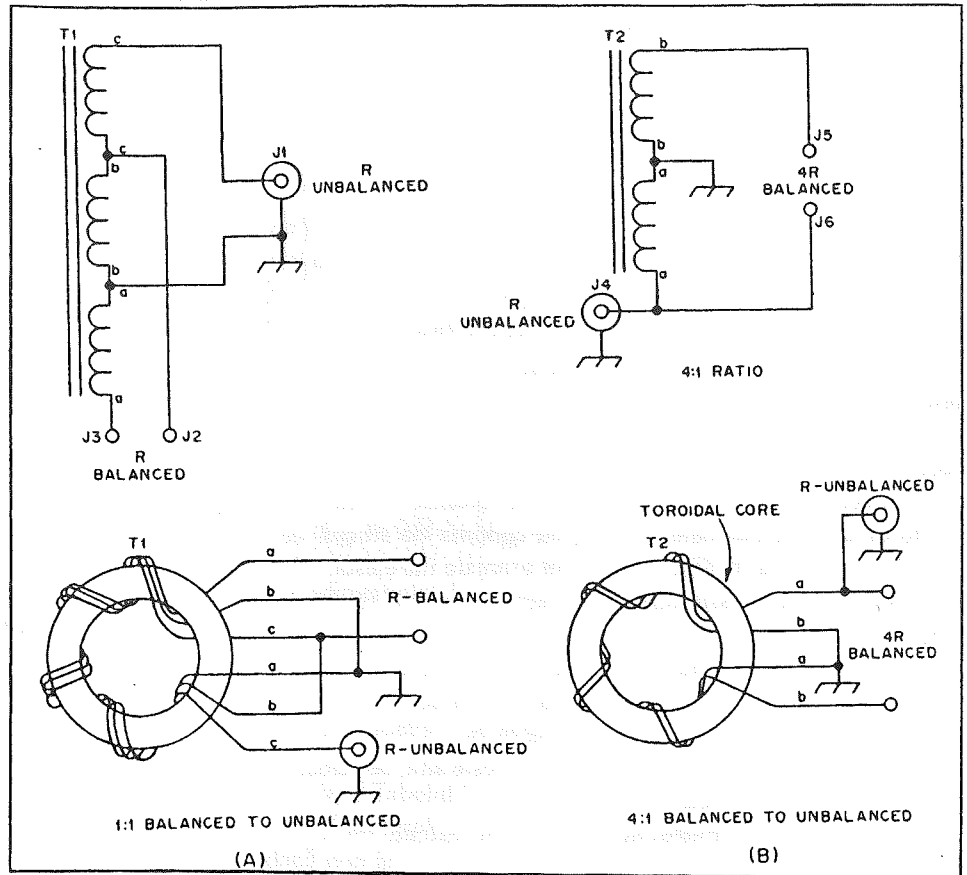 T1
c
c
b
b
a
a
J1
R
UNBALANCED
J3
J2
R
BALANCED
T2
b
b
a
a
J5
4R
BALANCED
J6
J4
R
UNBALANCED
4:1 RATIO
T1
a
b
c
a
b
c
R-BALANCED
R-UNBALANCED
1:1 BALANCED TO UNBALANCED
(A)
R-UNBALANCED
TOROIDAL CORE
T2
a
b
a
b
4R
BALANCED
4:1 BALANCED TO UNBALANCED
(B)